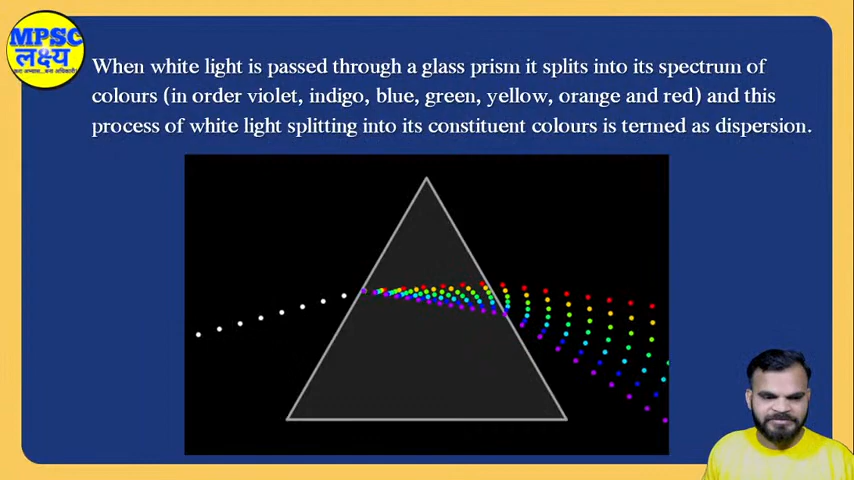 MPSC
लक्ष्य
When white light is passed through a glass prism it splits into its spectrum of
colours (in order violet, indigo, blue, green, yellow, orange and red) and this
process of white light splitting into its constituent colours is termed as dispersion.